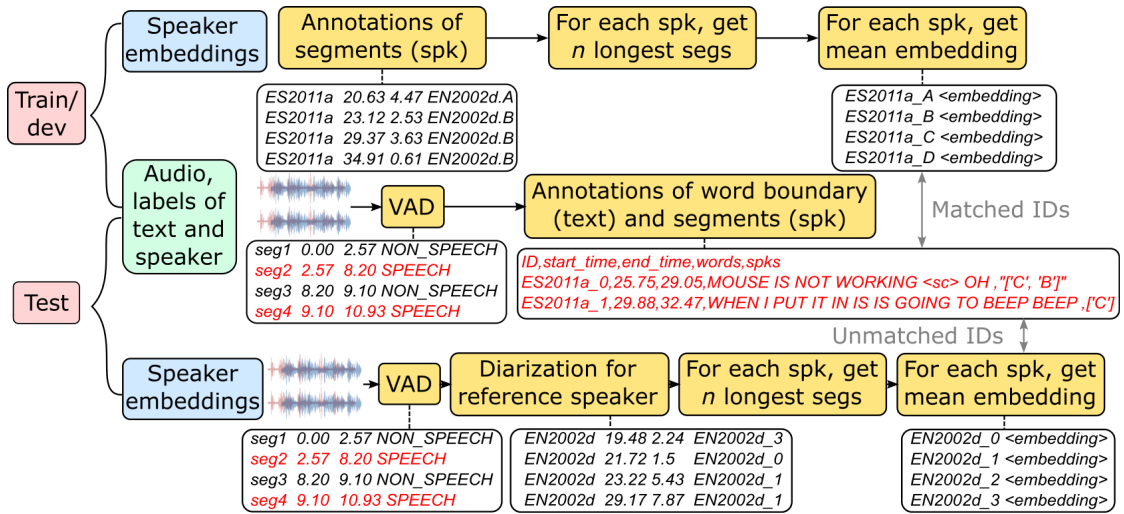 Speaker
embeddings
Annotations of
segments (spk)
For each spk, get
n longest segs
For each spk, get
mean embedding
Train/
dev
ES2011a 20.63 4.47 EN2002d.A
ES2011a 23.12 2.53 EN2002d.B
ES2011a 29.37 3.63 EN2002d.B
ES2011a 34.91 0.61 EN2002d.B
ES2011a_A <embedding>
ES2011a_B <embedding>
ES2011a_C <embedding>
ES2011a_D <embedding>
Audio,
labels of
text and
speaker
VAD
Annotations of word boundary
(text) and segments (spk)
Matched IDs
seg1 0.00 2.57 NON_SPEECH
seg2 2.57 8.20 SPEECH
seg3 8.20 9.10 NON_SPEECH
seg4 9.10 10.93 SPEECH
ID,start_time,end_time,words,spks
ES2011a_0,25.75,29.05,MOUSE IS NOT WORKING <sc> OH ,"['C', 'B']"
ES2011a_1,29.88,32.47,WHEN I PUT IT IN IS IS GOING TO BEEP BEEP ,['C']
Test
Unmatched IDs
Speaker
embeddings
VAD
Diarization for
reference speaker
For each spk, get
n longest segs
For each spk, get
mean embedding
seg1 0.00 2.57 NON_SPEECH
seg2 2.57 8.20 SPEECH
seg3 8.20 9.10 NON_SPEECH
seg4 9.10 10.93 SPEECH
EN2002d 19.48 2.24 EN2002d_3
EN2002d 21.72 1.5 EN2002d_0
EN2002d 23.22 5.43 EN2002d_1
EN2002d 29.17 7.87 EN2002d_1
EN2002d_0 <embedding>
EN2002d_1 <embedding>
EN2002d_2 <embedding>
EN2002d_3 <embedding>